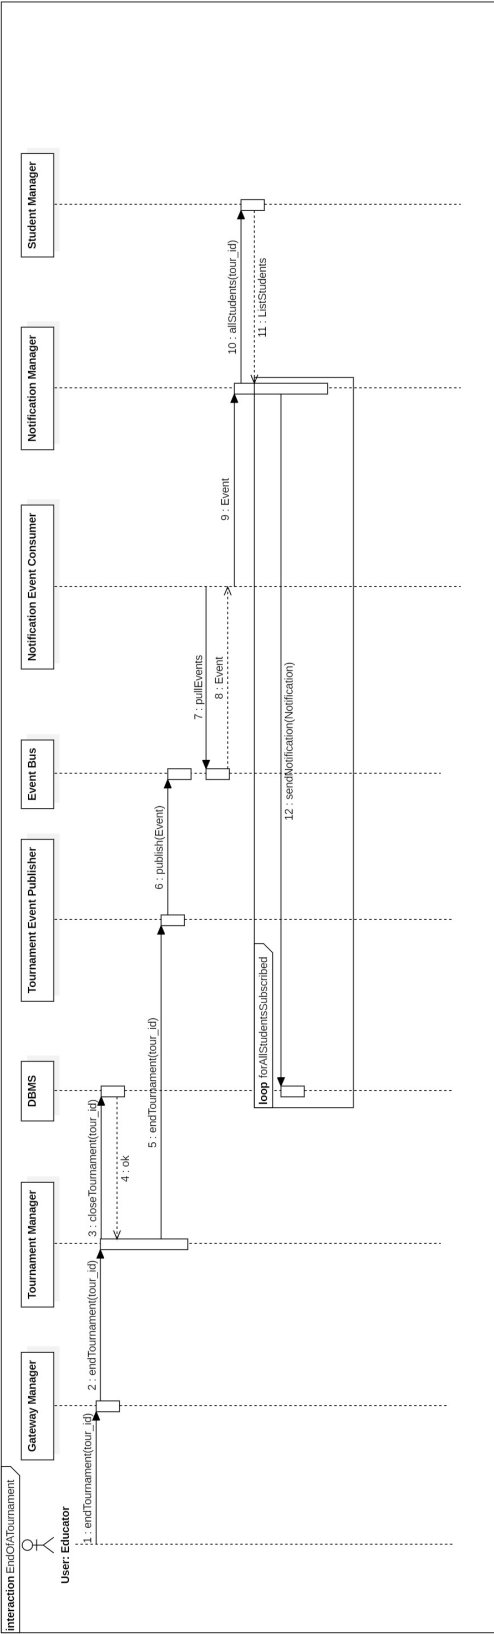 interaction EndOfATournament
User: Educator
Gateway Manager
Tournament Manager
DBMS
Tournament Event Publisher
Event Bus
Notification Event Consumer
Notification Manager
Student Manager
1 : endTournament(tour_id)
2 : endTournament(tour_id)
3 : closeTournament(tour_id)
4 : ok
5 : endTournament(tour_id)
6 : publish(Event)
7 : pullEvents
8 : Event
9 : Event
10 : allStudents(tour_id)
11 : ListStudents
loop forAllStudentsSubscribed
12 : sendNotification(Notification)